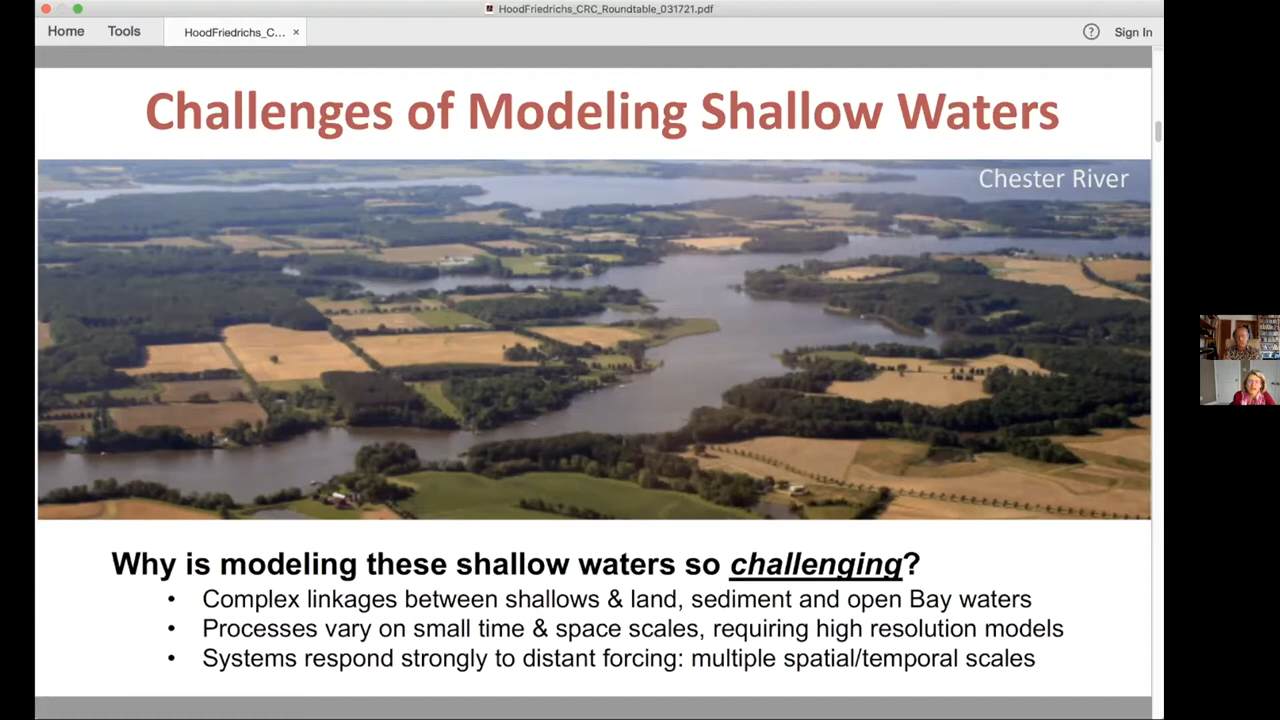 HoodFriedrichs_CRC_Roundtable_031721.pdf
Home Tools HoodFriedrichs_C... × ? Sign In
Challenges of Modeling Shallow Waters
Chester River
Why is modeling these shallow waters so challenging?
• Complex linkages between shallows & land, sediment and open Bay waters
• Processes vary on small time & space scales, requiring high resolution models
• Systems respond strongly to distant forcing: multiple spatial/temporal scales